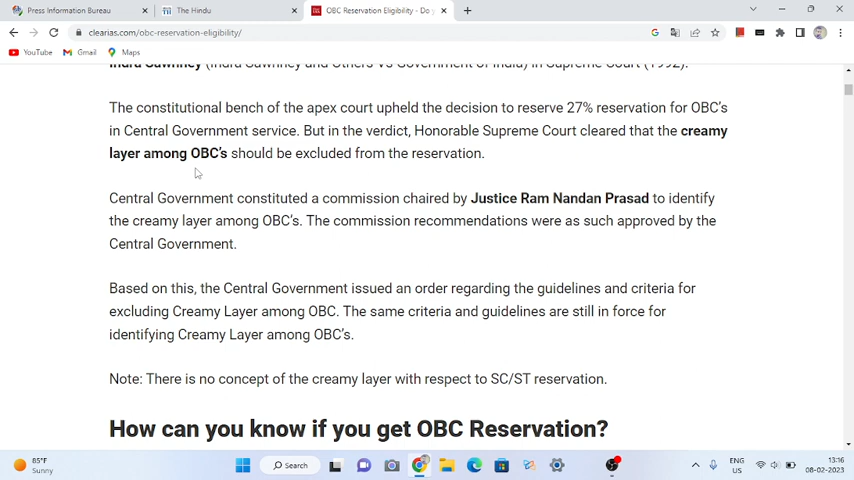 Press Information Bureau
The Hindu
OBC Reservation Eligibility - Do y
clearias.com/obc-reservation-eligibility/
YouTube
Gmail
Maps
Indra Sawhney (Indra Sawhney and Others Vs Government of India) in Supreme Court (1992).
The constitutional bench of the apex court upheld the decision to reserve 27% reservation for OBC's
in Central Government service. But in the verdict, Honorable Supreme Court cleared that the creamy
layer among OBC's should be excluded from the reservation.
Central Government constituted a commission chaired by Justice Ram Nandan Prasad to identify
the creamy layer among OBC's. The commission recommendations were as such approved by the
Central Government.
Based on this, the Central Government issued an order regarding the guidelines and criteria for
excluding Creamy Layer among OBC. The same criteria and guidelines are still in force for
identifying Creamy Layer among OBC's.
Note: There is no concept of the creamy layer with respect to SC/ST reservation.
How can you know if you get OBC Reservation?
85°F
Sunny
Search
ENG
US
13:16
08-02-2023